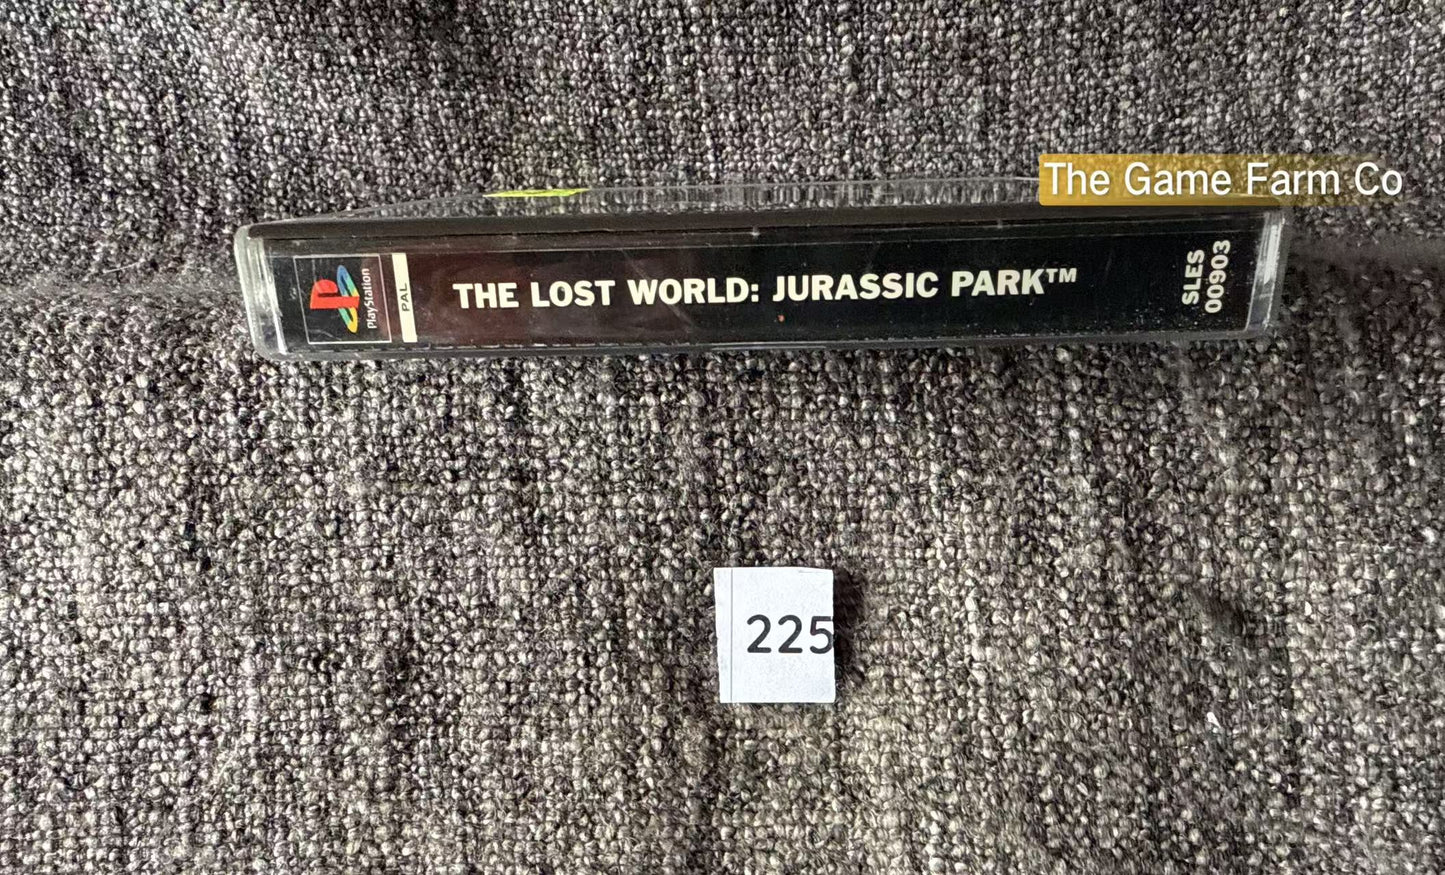 The Game Farm Co
PlayStation
PAL
THE LOST WORLD: JURASSIC PARK™
SLES
00903
225